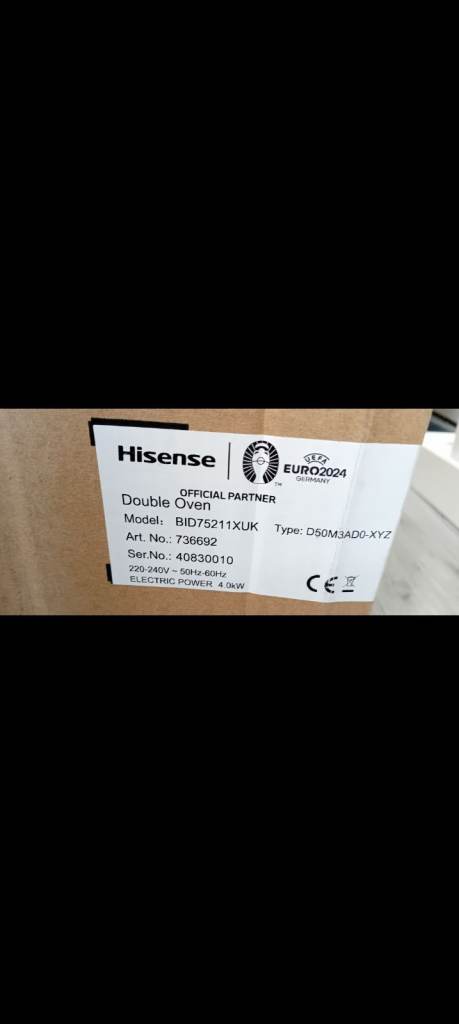 Hisense
UEFA
EURO2024
GERMANY
™
OFFICIAL PARTNER
Double Oven
Model: BID75211XUK Type: D50M3AD0-XYZ
Art. No.: 736692
Ser.No.: 40830010
220-240V ~ 50Hz-60Hz
ELECTRIC POWER 4.0kW
CE